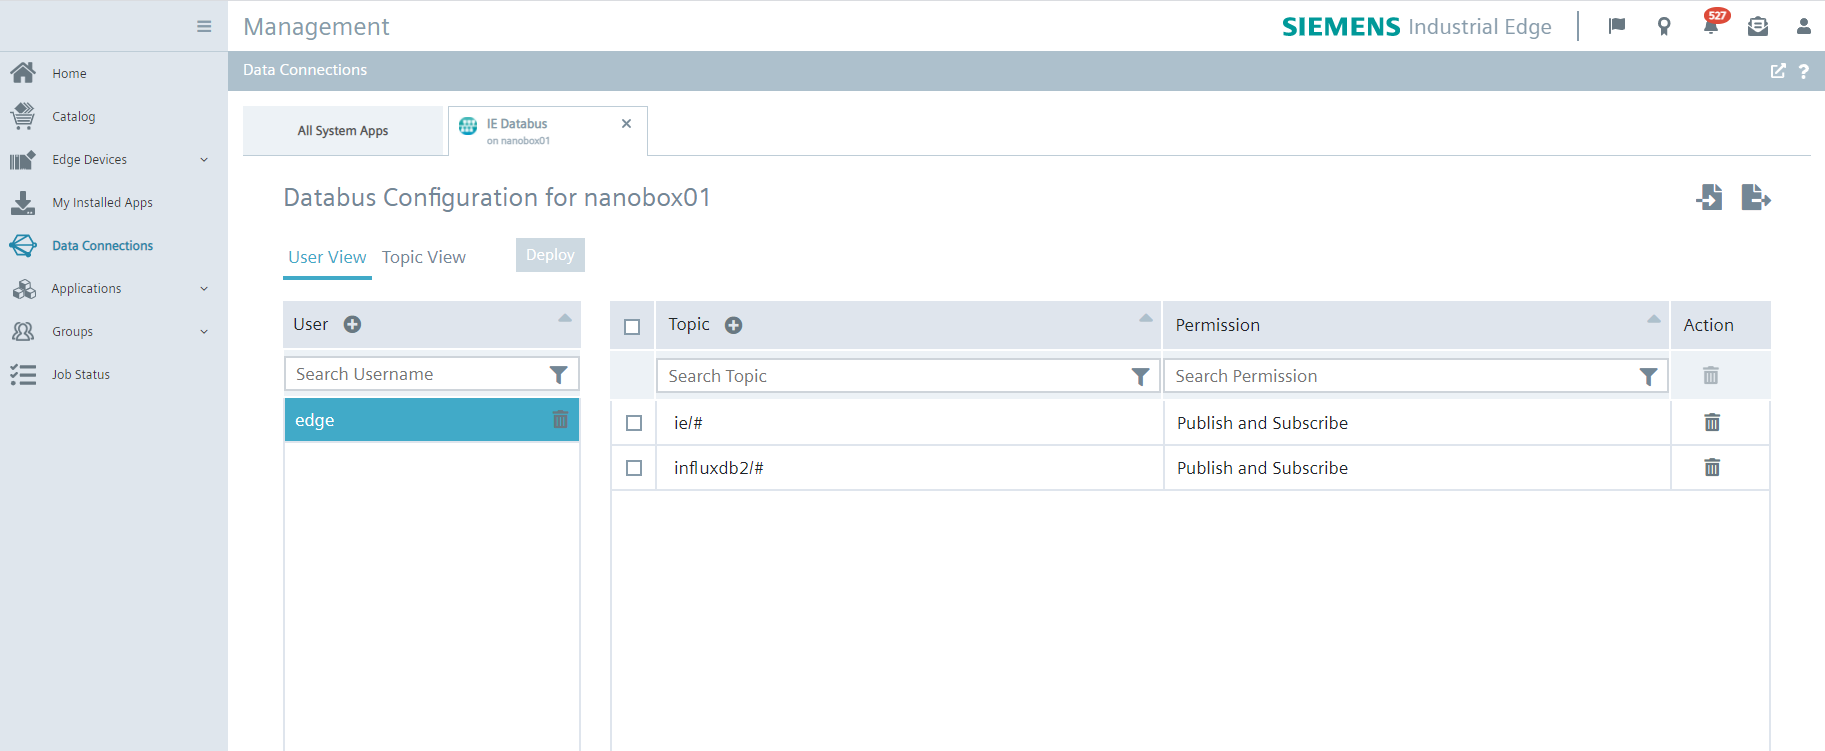 Management
SIEMENS Industrial Edge
527
Home
Catalog
Edge Devices
My Installed Apps
Data Connections
Applications
Groups
Job Status
Data Connections
?
All System Apps
IE Databus
on nanobox01
Databus Configuration for nanobox01
User View
Topic View
Deploy
User
Search Username
edge
Topic
Permission
Action
Search Topic
Search Permission
ie/#
Publish and Subscribe
influxdb2/#
Publish and Subscribe